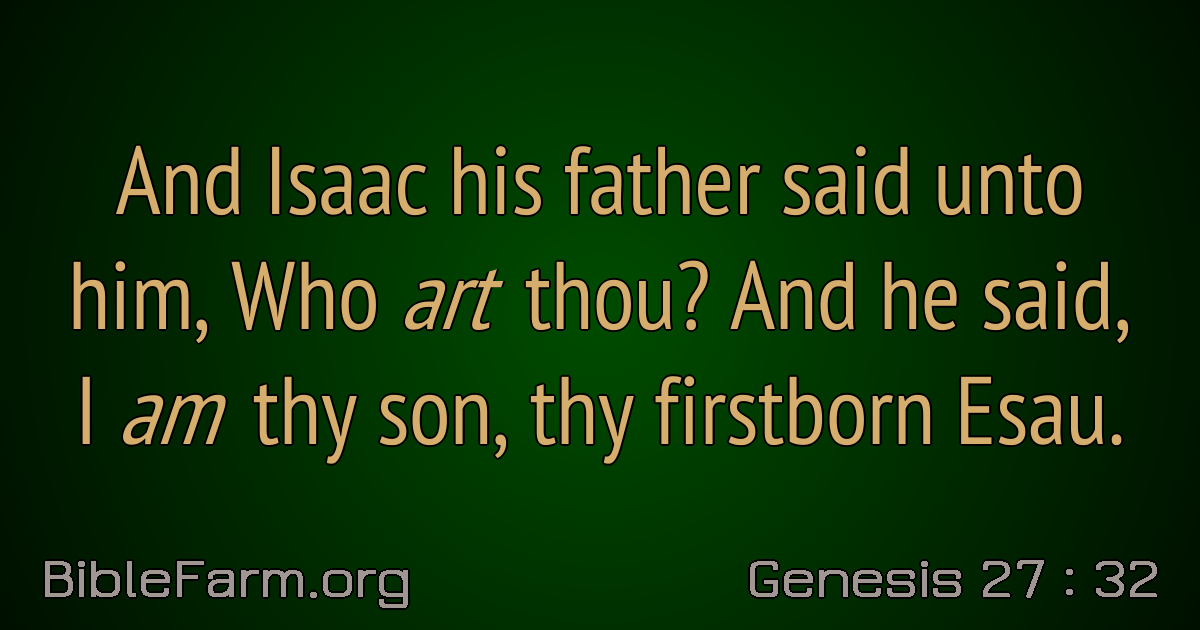 And Isaac his father said unto
him, Who art thou? And he said,
I am thy son, thy firstborn Esau.
BibleFarm.org
Genesis 27 : 32